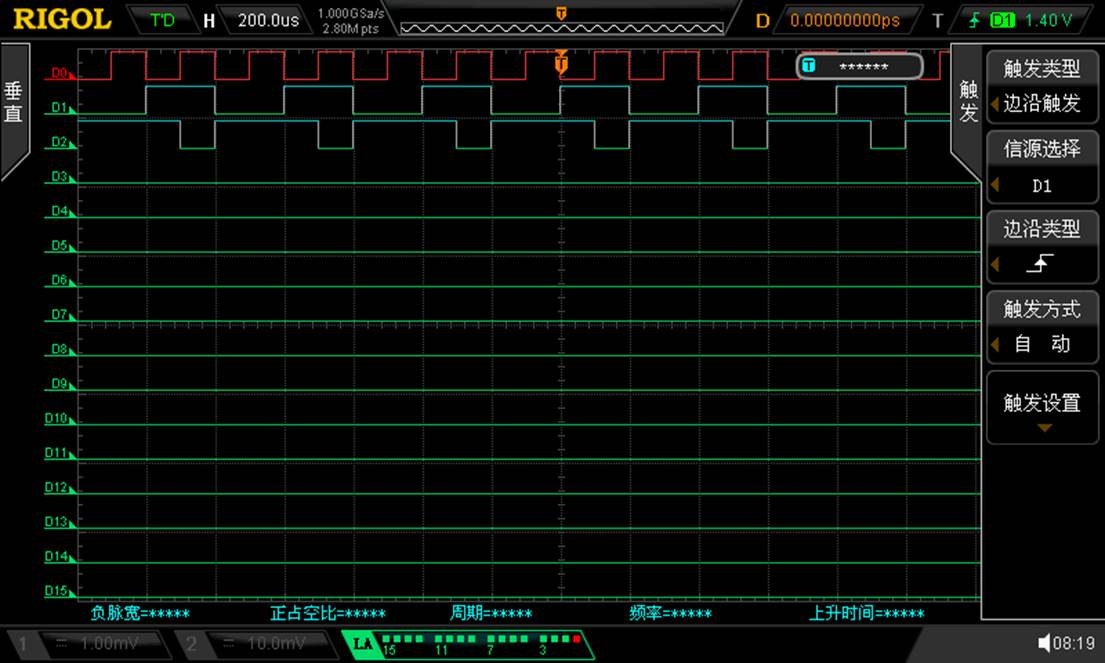 RIGOL T'D H 200.0us 1.000GSa/s D 0.00000000ps T D1 1.40 V
2.80M pts
T
垂直
触发
T ******
触发类型
边沿触发
信源选择
D1
边沿类型
触发方式
自 动
触发设置
D0
D1
D2
D3
D4
D5
D6
D7
D8
D9
D10
D11
D12
D13
D14
D15
负脉宽=***** 正占空比=***** 周期=***** 频率=***** 上升时间=*****
1 = 1.00mV 2 = 10.0mV LA 15 11 7 3 08:19